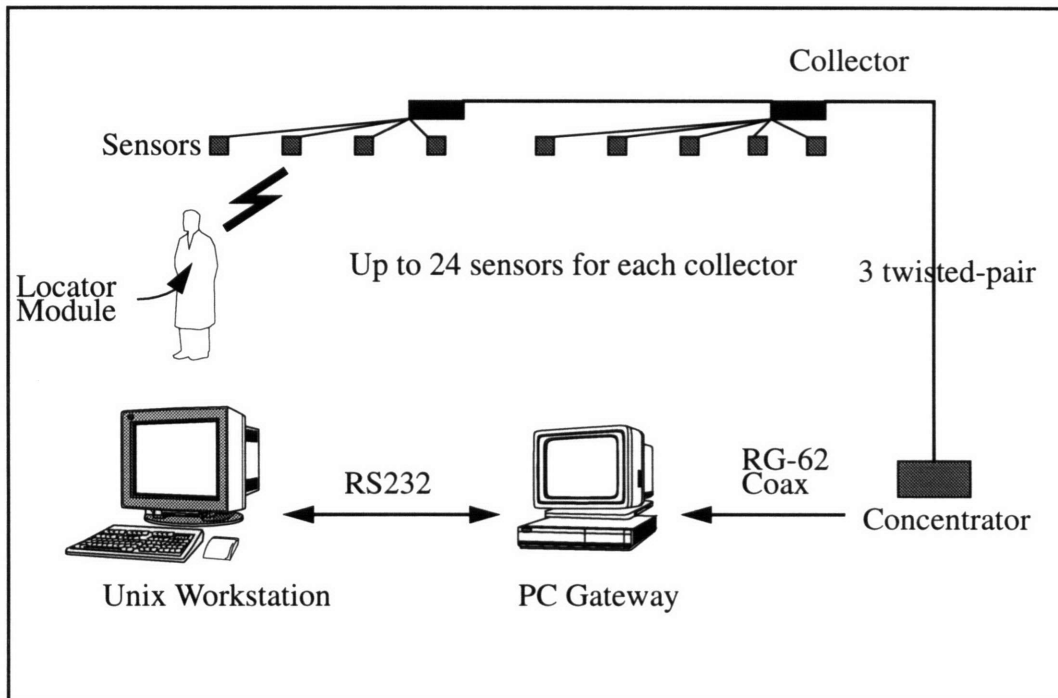 Collector
Sensors
Up to 24 sensors for each collector
3 twisted-pair
Locator
Module
RS232
RG-62
Coax
Concentrator
Unix Workstation
PC Gateway